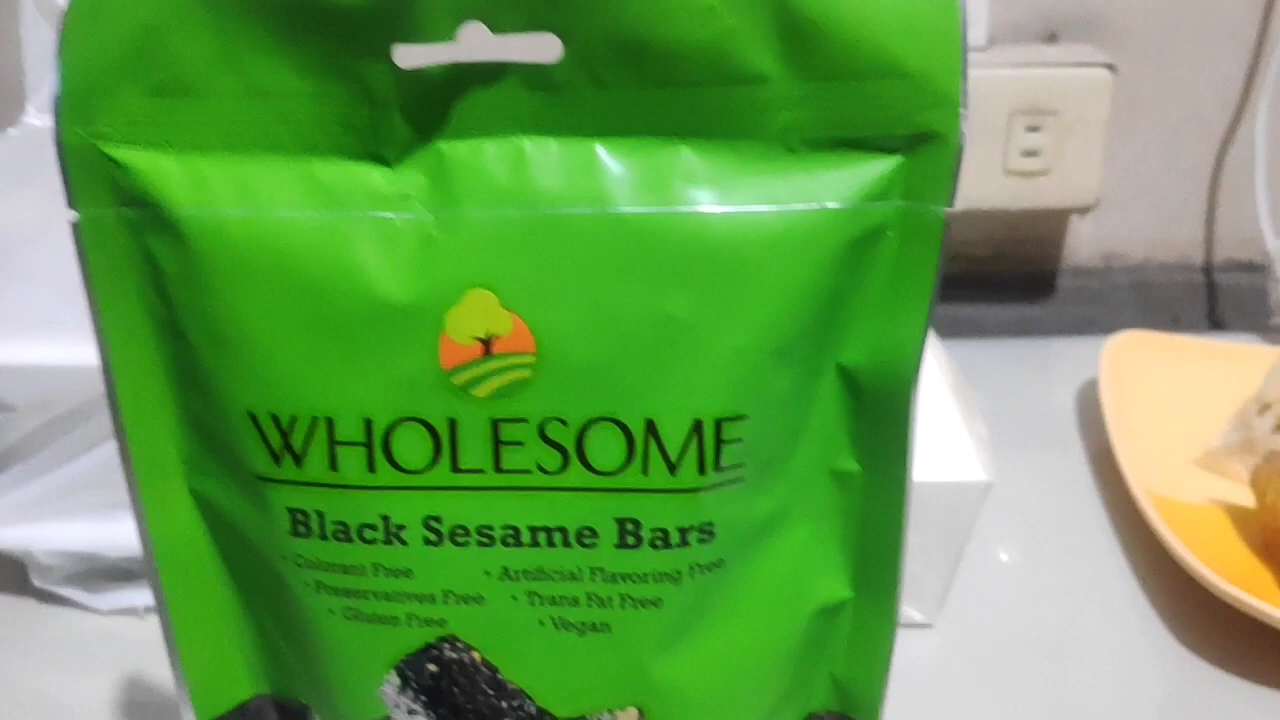 WHOLESOME
Black Sesame Bars
• Colorant Free • Artificial Flavoring Free
• Preservatives Free • Trans Fat Free
• Gluten Free • Vegan